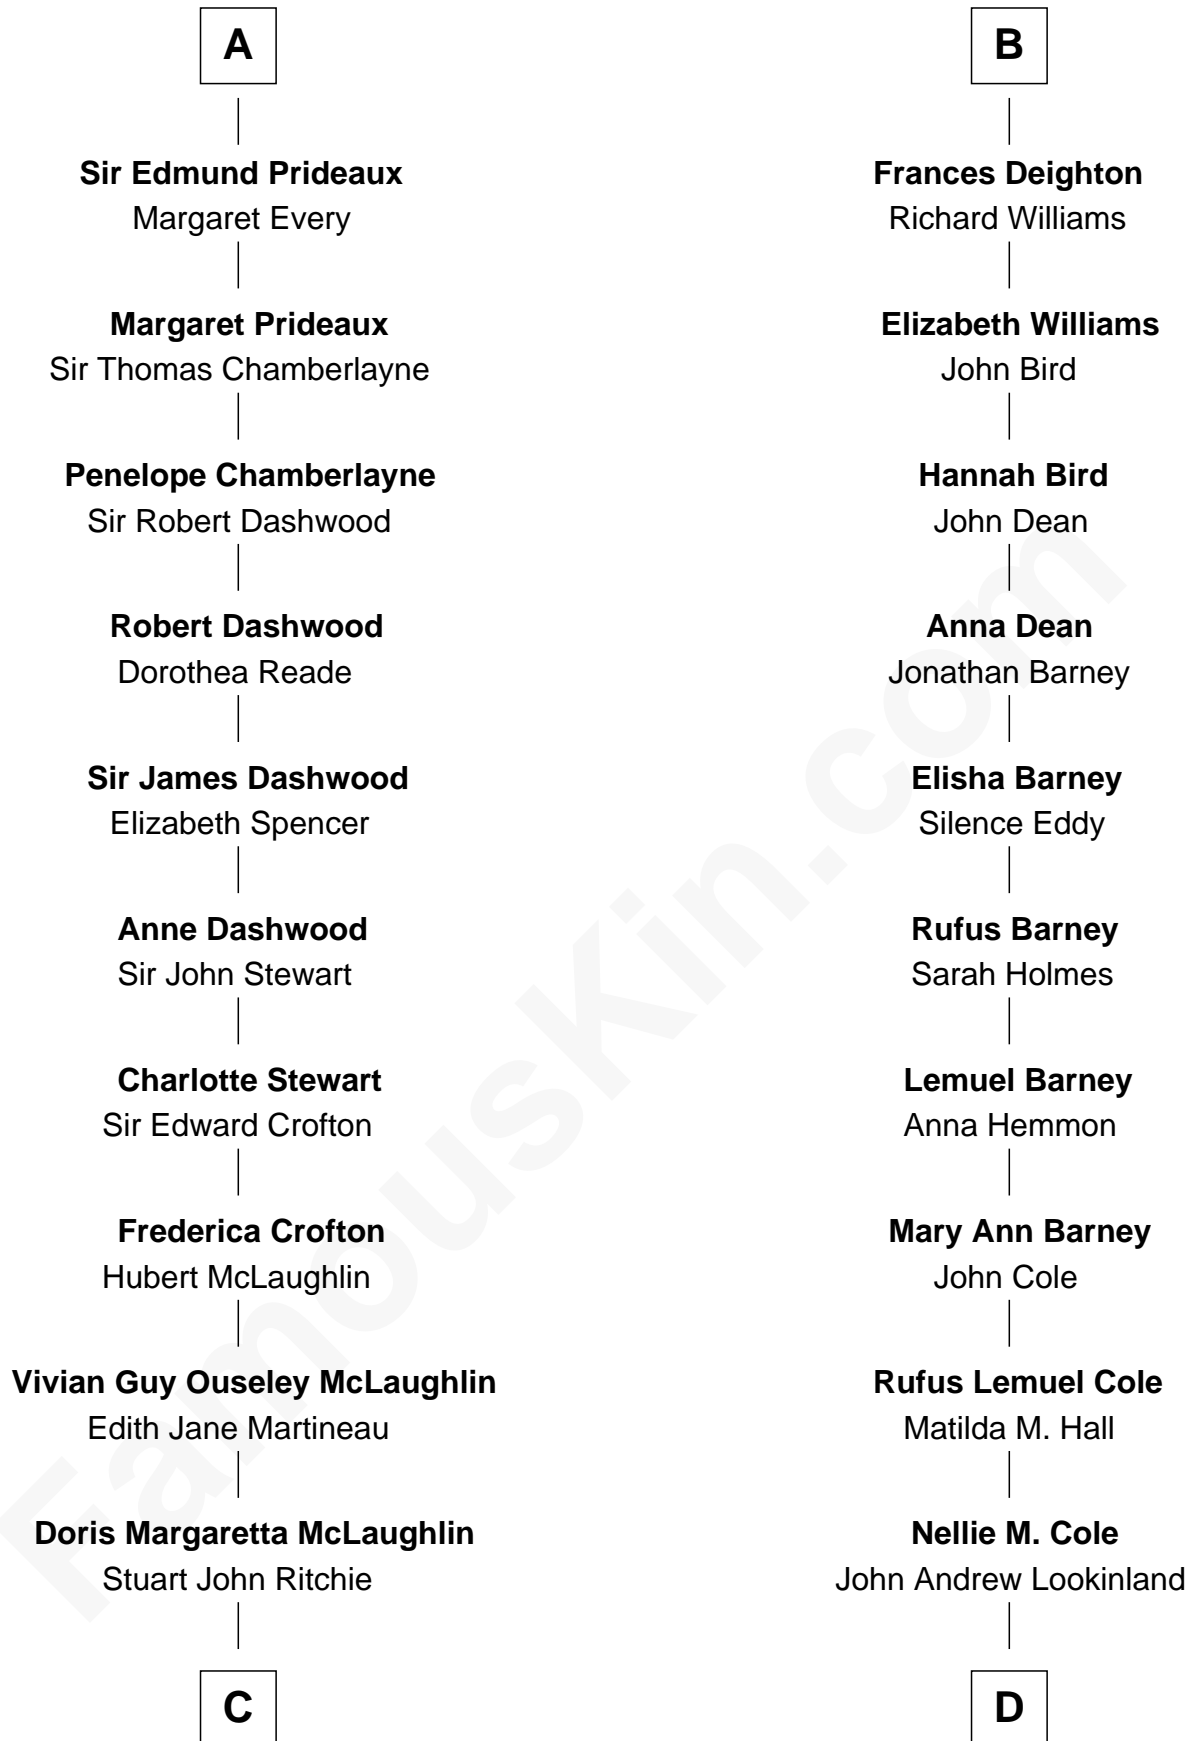 A
Sir Edmund Prideaux
Margaret Every
Margaret Prideaux
Sir Thomas Chamberlayne
Penelope Chamberlayne
Sir Robert Dashwood
Robert Dashwood
Dorothea Reade
Sir James Dashwood
Elizabeth Spencer
Anne Dashwood
Sir John Stewart
Charlotte Stewart
Sir Edward Crofton
Frederica Crofton
Hubert McLaughlin
Vivian Guy Ouseley McLaughlin
Edith Jane Martineau
Doris Margaretta McLaughlin
Stuart John Ritchie
C
B
Frances Deighton
Richard Williams
Elizabeth Williams
John Bird
Hannah Bird
John Dean
Anna Dean
Jonathan Barney
Elisha Barney
Silence Eddy
Rufus Barney
Sarah Holmes
Lemuel Barney
Anna Hemmon
Mary Ann Barney
John Cole
Rufus Lemuel Cole
Matilda M. Hall
Nellie M. Cole
John Andrew Lookinland
D
FamousKin.com